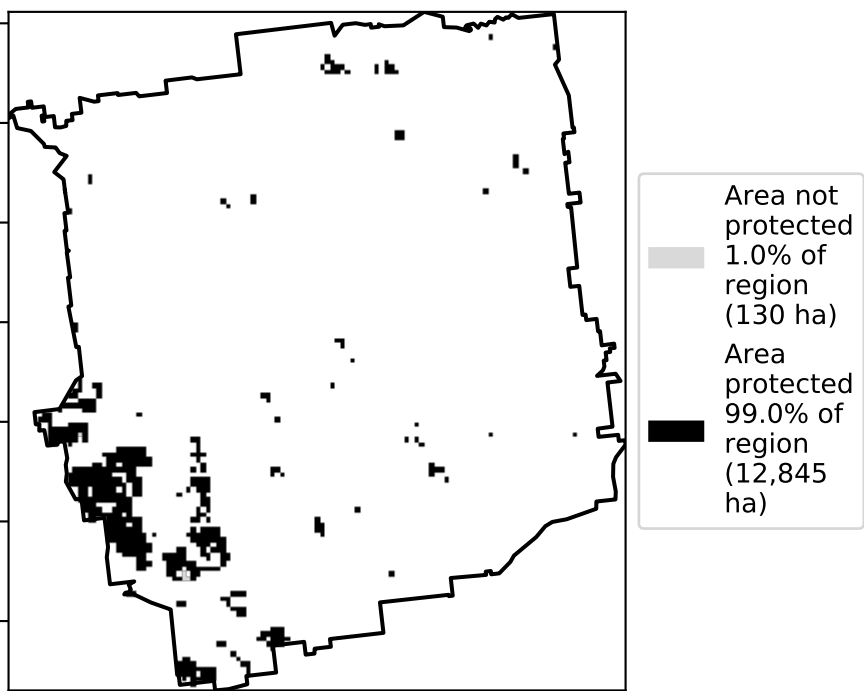 Area not
protected
1.0% of
region
(130 ha)
Area
protected
99.0% of
region
(12,845
ha)